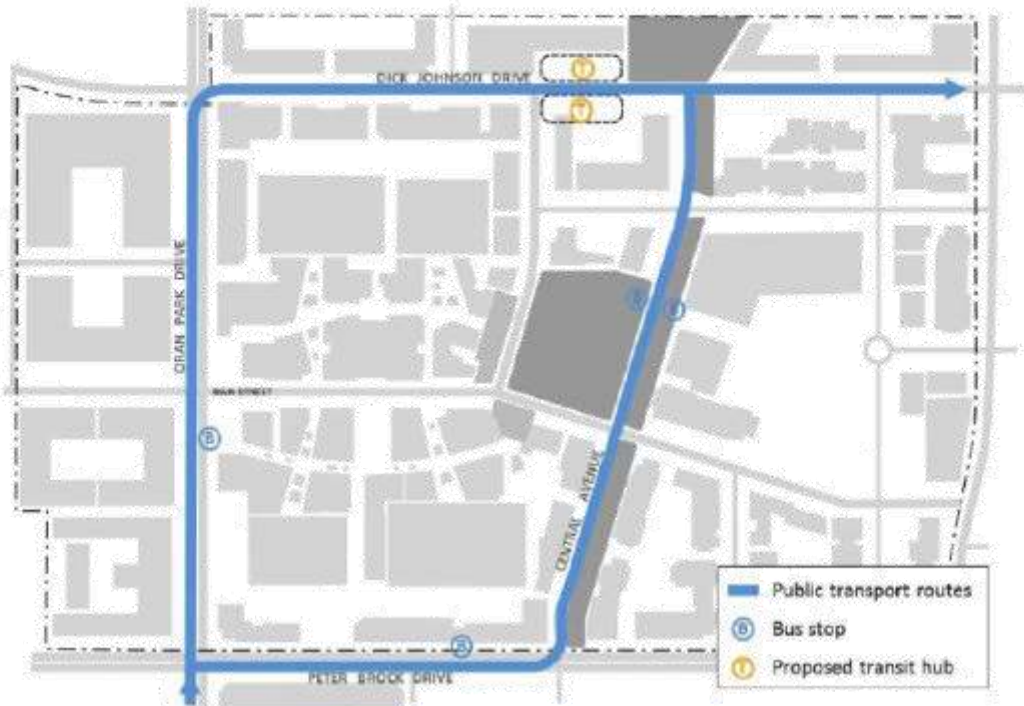 DICK JOHNSON DRIVE
T
T
ORAN PARK DRIVE
B
B
MAIN STREET
B
CENTRAL AVENUE
B
PETER BROCK DRIVE
Public transport routes
B Bus stop
T Proposed transit hub